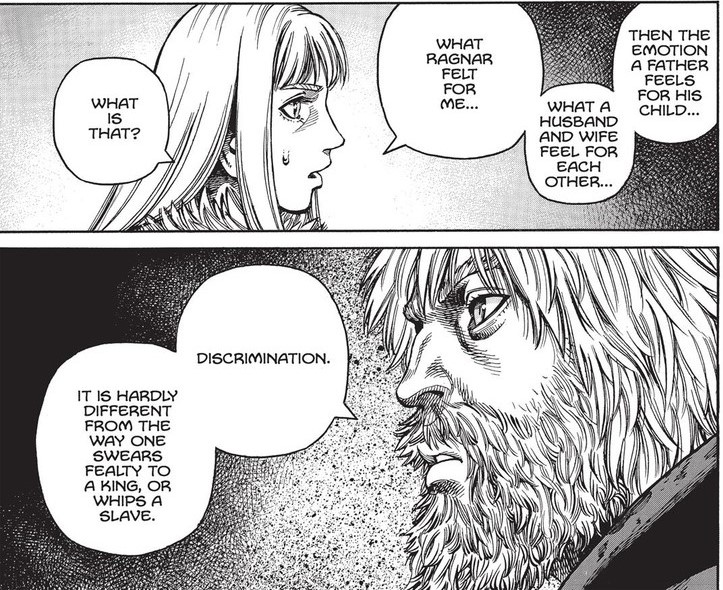 THEN THE
EMOTION
A FATHER
FEELS
FOR HIS
CHILD...
WHAT A
HUSBAND
AND WIFE
FEEL FOR
EACH
OTHER...
WHAT
RAGNAR
FELT
FOR
ME...
WHAT
IS
THAT?
DISCRIMINATION.
IT IS HARDLY
DIFFERENT
FROM THE
WAY ONE
SWEARS
FEALTY TO
A KING, OR
WHIPS A
SLAVE.